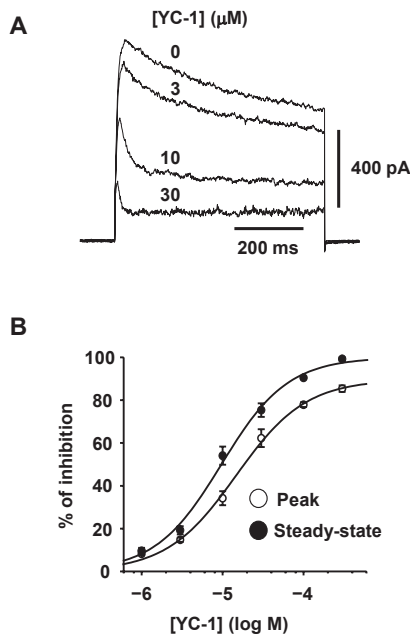 A
[YC-1] (μM)
0
3
10
30
400 pA
200 ms
B
100
80
60
40
20
0
% of inhibition
Peak
Steady-state
−6
−5
−4
[YC-1] (log M)